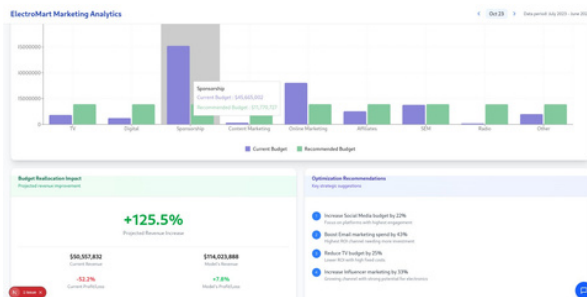 ElectroMart Marketing Analytics
Oct 23
Data period: July 2023 - June
0
TV
Digital
Sponsorship
Content Marketing
Online Marketing
Affiliates
SEM
Radio
Other
Sponsorship
Current Budget :
Recommended Budget :
Current Budget
Recommended Budget
Budget Reallocation Impact
Projected revenue improvement
+125.5%
Projected Revenue Increase
$50,557,832
Current Revenue
$114,023,888
Model's Revenue
-52.2%
Current Profit/Loss
+7.8%
Model's Profit/Loss
Optimization Recommendations
Key strategic suggestions
Increase Social Media budget by 22%
Focus on platforms with highest engagement
Boost Email marketing spend by 43%
Highest ROI channel needing more investment
Reduce TV budget by 25%
Lower ROI with high fixed costs
Increase Influencer marketing by 33%
Growing channel with strong potential for electronics